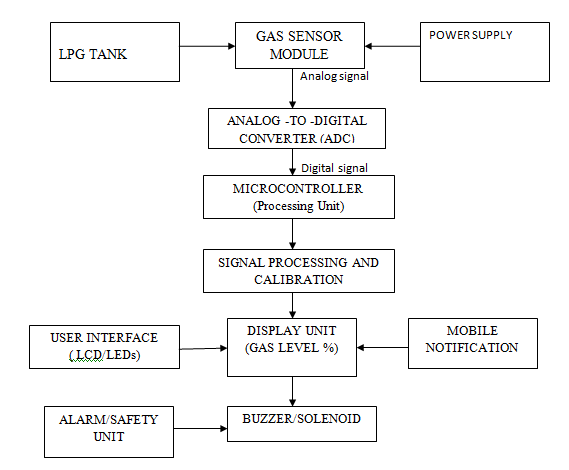 LPG TANK
GAS SENSOR
MODULE
POWER SUPPLY
Analog signal
ANALOG -TO -DIGITAL
CONVERTER (ADC)
Digital signal
MICROCONTROLLER
(Processing Unit)
SIGNAL PROCESSING AND
CALIBRATION
USER INTERFACE
( LCD/LEDs)
DISPLAY UNIT
(GAS LEVEL %)
MOBILE
NOTIFICATION
ALARM/SAFETY
UNIT
BUZZER/SOLENOID